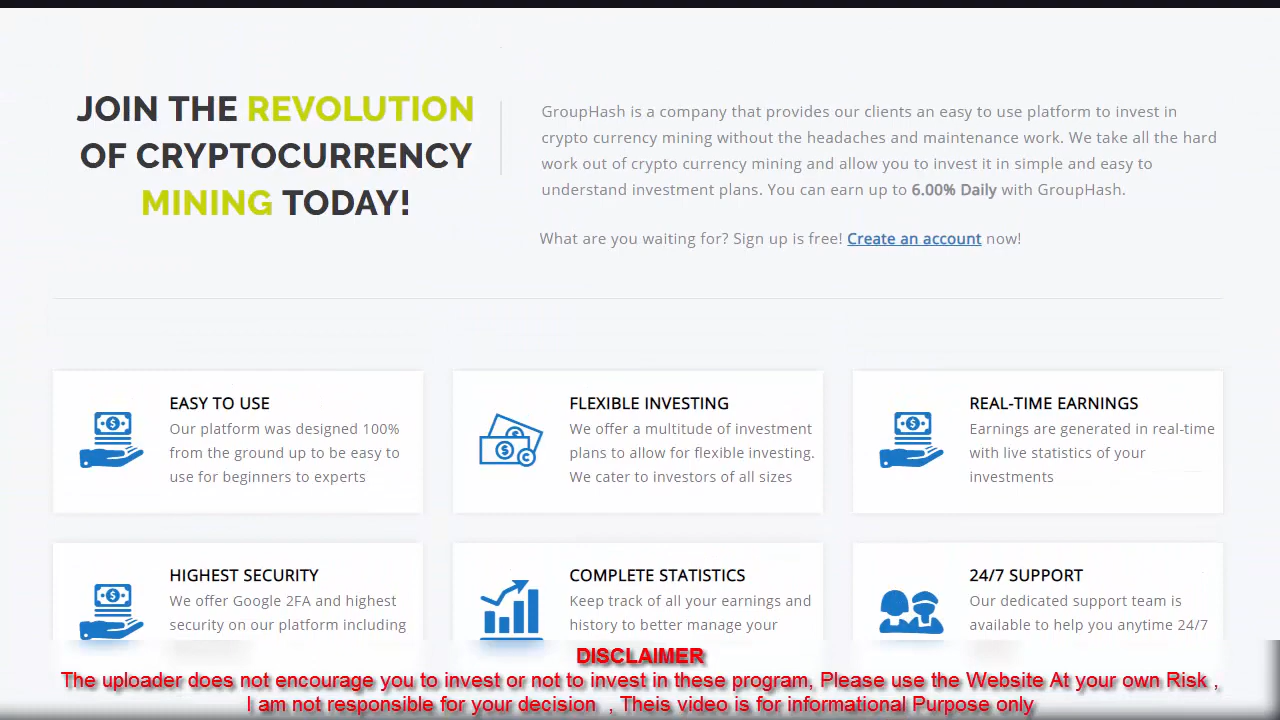 JOIN THE REVOLUTION
OF CRYPTOCURRENCY
MINING TODAY!
GroupHash is a company that provides our clients an easy to use platform to invest in
crypto currency mining without the headaches and maintenance work. We take all the hard
work out of crypto currency mining and allow you to invest it in simple and easy to
understand investment plans. You can earn up to 6.00% Daily with GroupHash.
What are you waiting for? Sign up is free! Create an account now!
EASY TO USE
Our platform was designed 100%
from the ground up to be easy to
use for beginners to experts
FLEXIBLE INVESTING
We offer a multitude of investment
plans to allow for flexible investing.
We cater to investors of all sizes
REAL-TIME EARNINGS
Earnings are generated in real-time
with live statistics of your
investments
HIGHEST SECURITY
We offer Google 2FA and highest
security on our platform including
COMPLETE STATISTICS
Keep track of all your earnings and
history to better manage your
24/7 SUPPORT
Our dedicated support team is
available to help you anytime 24/7
DISCLAIMER
The uploader does not encourage you to invest or not to invest in these program, Please use the Website At your own Risk ,
I am not responsible for your decision , Theis video is for informational Purpose only